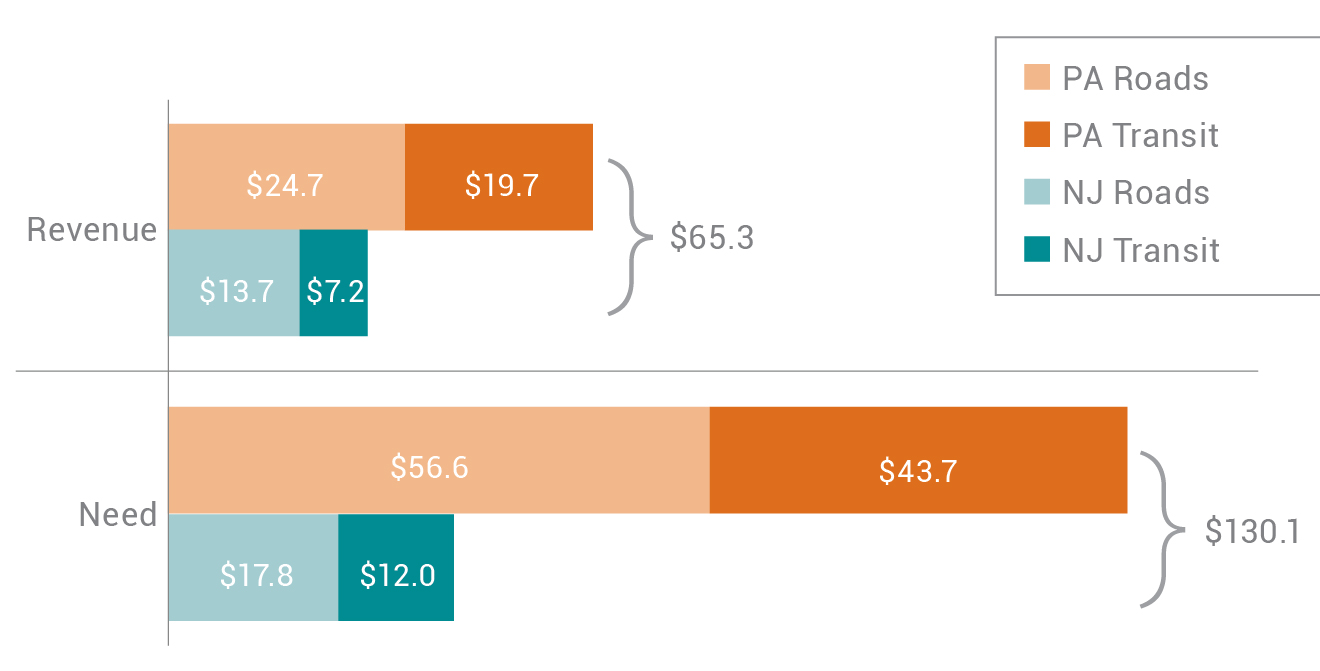 PA Roads
PA Transit
NJ Roads
NJ Transit
Revenue
$24.7
$19.7
$13.7
$7.2
$65.3
Need
$56.6
$43.7
$17.8
$12.0
$130.1